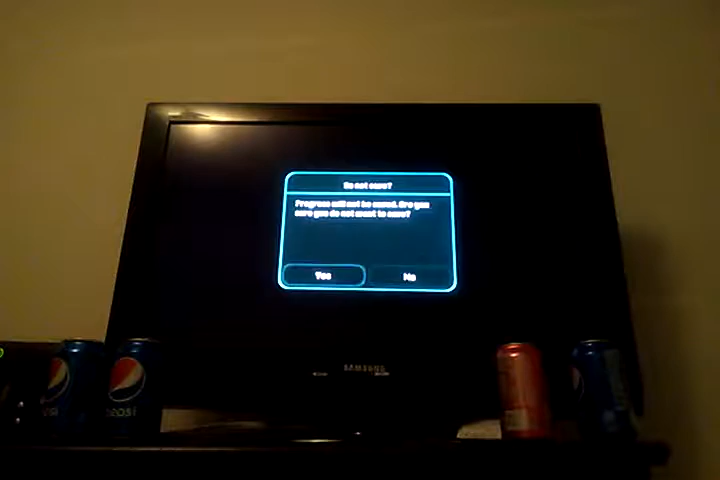 Do not save?
Progress will not be saved. Are you
sure you do not want to save?
Yes
No
SAMSUNG
pepsi